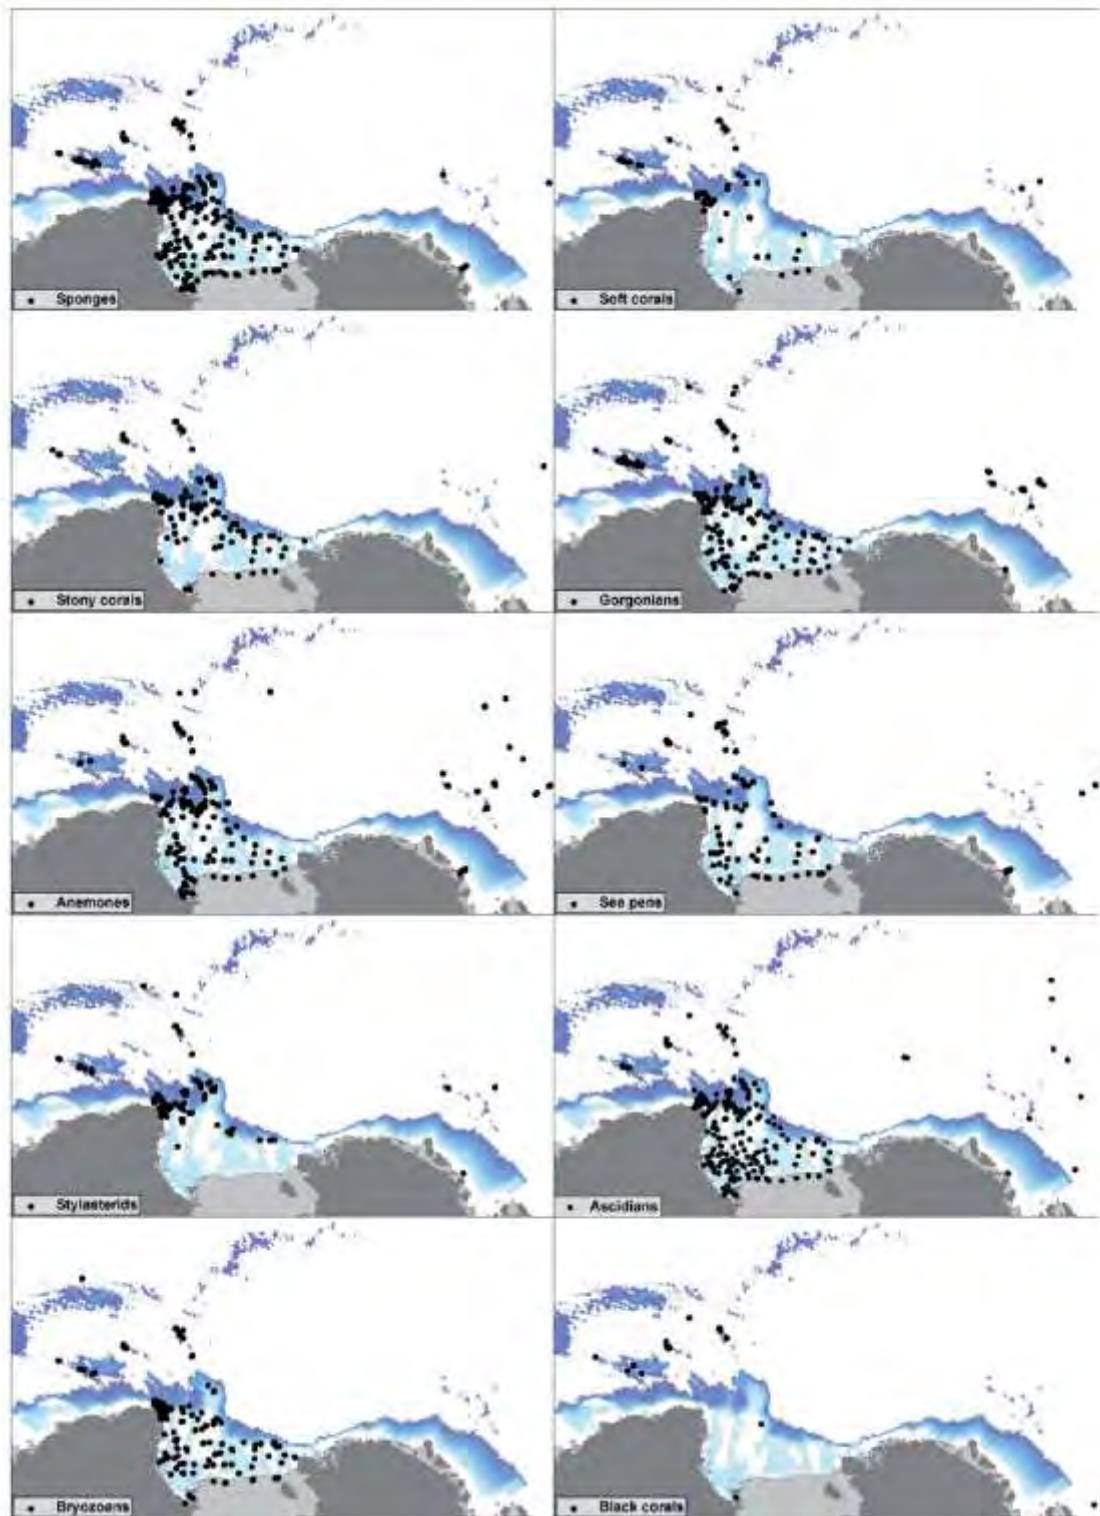 Sponges
Soft corals
Stony corals
Gorgonians
Anemones
Sea pens
Stylasterids
Ascidians
Bryozoans
Black corals